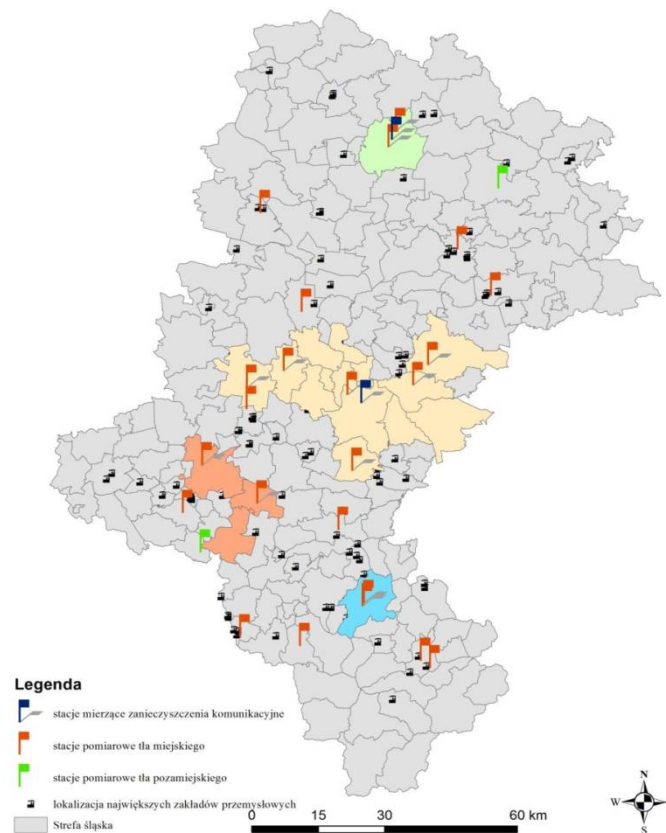 Legenda
stacje mierzące zanieczyszczenia komunikacyjne
stacje pomiarowe tła miejskiego
stacje pomiarowe tła pozamiejskiego
lokalizacja największych zakładów przemysłowych
Strefa śląska
0 15 30 60 km
N
W E
S